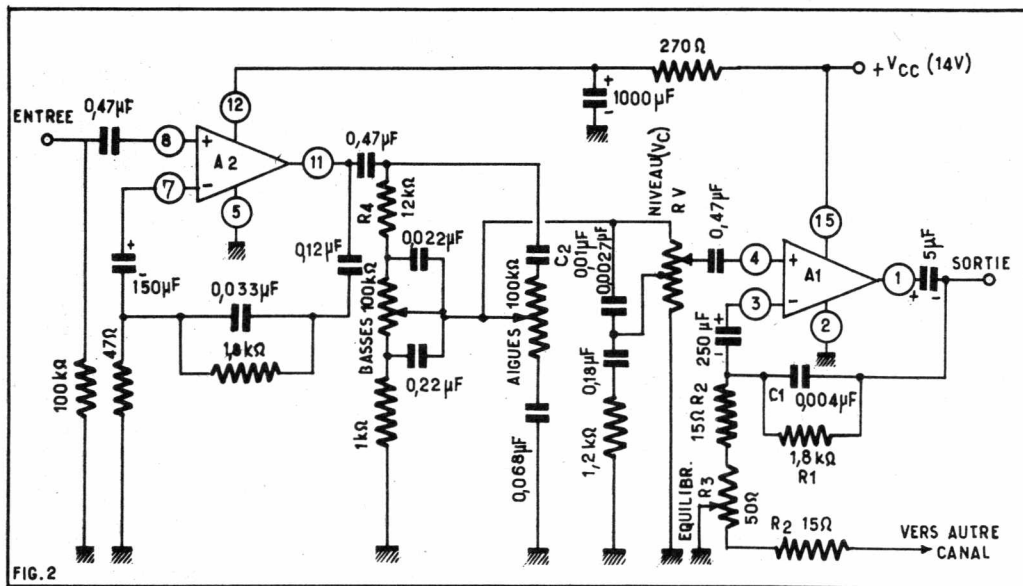 270Ω
+VCC (14V)
1000µF
+
-
ENTREE
0,47µF
8
+
7
-
A2
12
5
11
0,47µF
R4
12kΩ
0,12µF
0,022µF
+
-
150µF
0,033µF
1,8kΩ
47Ω
100kΩ
BASSES 100kΩ
0,22µF
1kΩ
C2
0,01µF
AIGUES 100kΩ
0,068µF
0,0027µF
0,18µF
1,2kΩ
NIVEAU(VC)
RV
0,47µF
4
+
3
-
A1
15
2
1
5µF
+
-
SORTIE
250µF
+
-
C1
0,004µF
1,8kΩ
R1
15Ω R2
EQUILIBR.
R3
50Ω
R2 15Ω
VERS AUTRE
CANAL
FIG.2